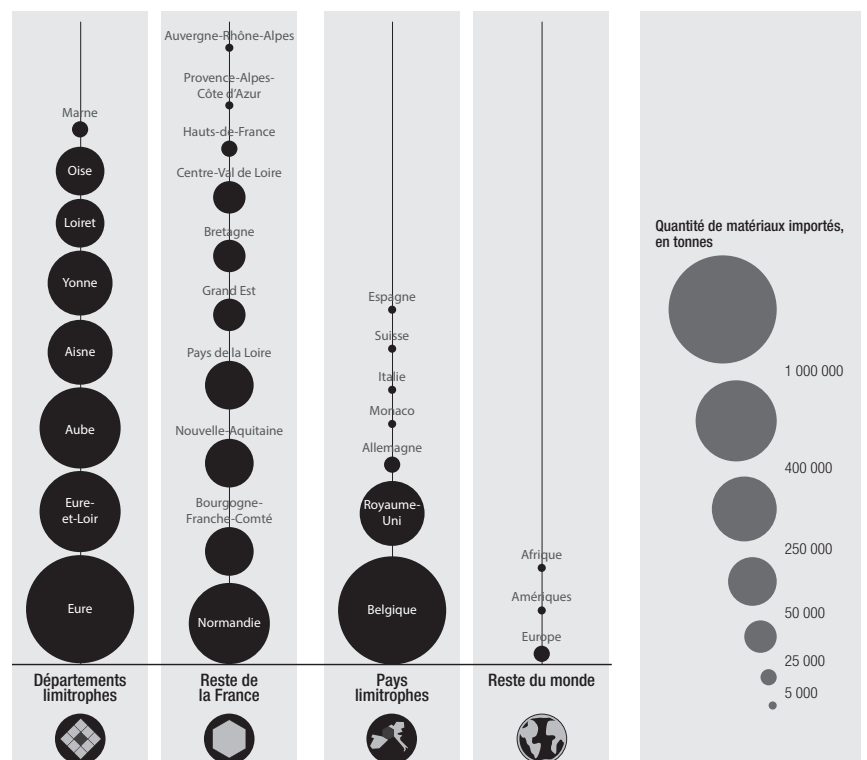 Marne
Oise
Loiret
Yonne
Aisne
Aube
Eure-
et-Loir
Eure
Départements
limitrophes
Auvergne-Rhône-Alpes
Provence-Alpes-
Côte d'Azur
Hauts-de-France
Centre-Val de Loire
Bretagne
Grand Est
Pays de la Loire
Nouvelle-Aquitaine
Bourgogne-
Franche-Comté
Normandie
Reste de
la France
Espagne
Suisse
Italie
Monaco
Allemagne
Royaume-
Uni
Belgique
Pays
limitrophes
Afrique
Amériques
Europe
Reste du monde
Quantité de matériaux importés,
en tonnes
1 000 000
400 000
250 000
50 000
25 000
5 000